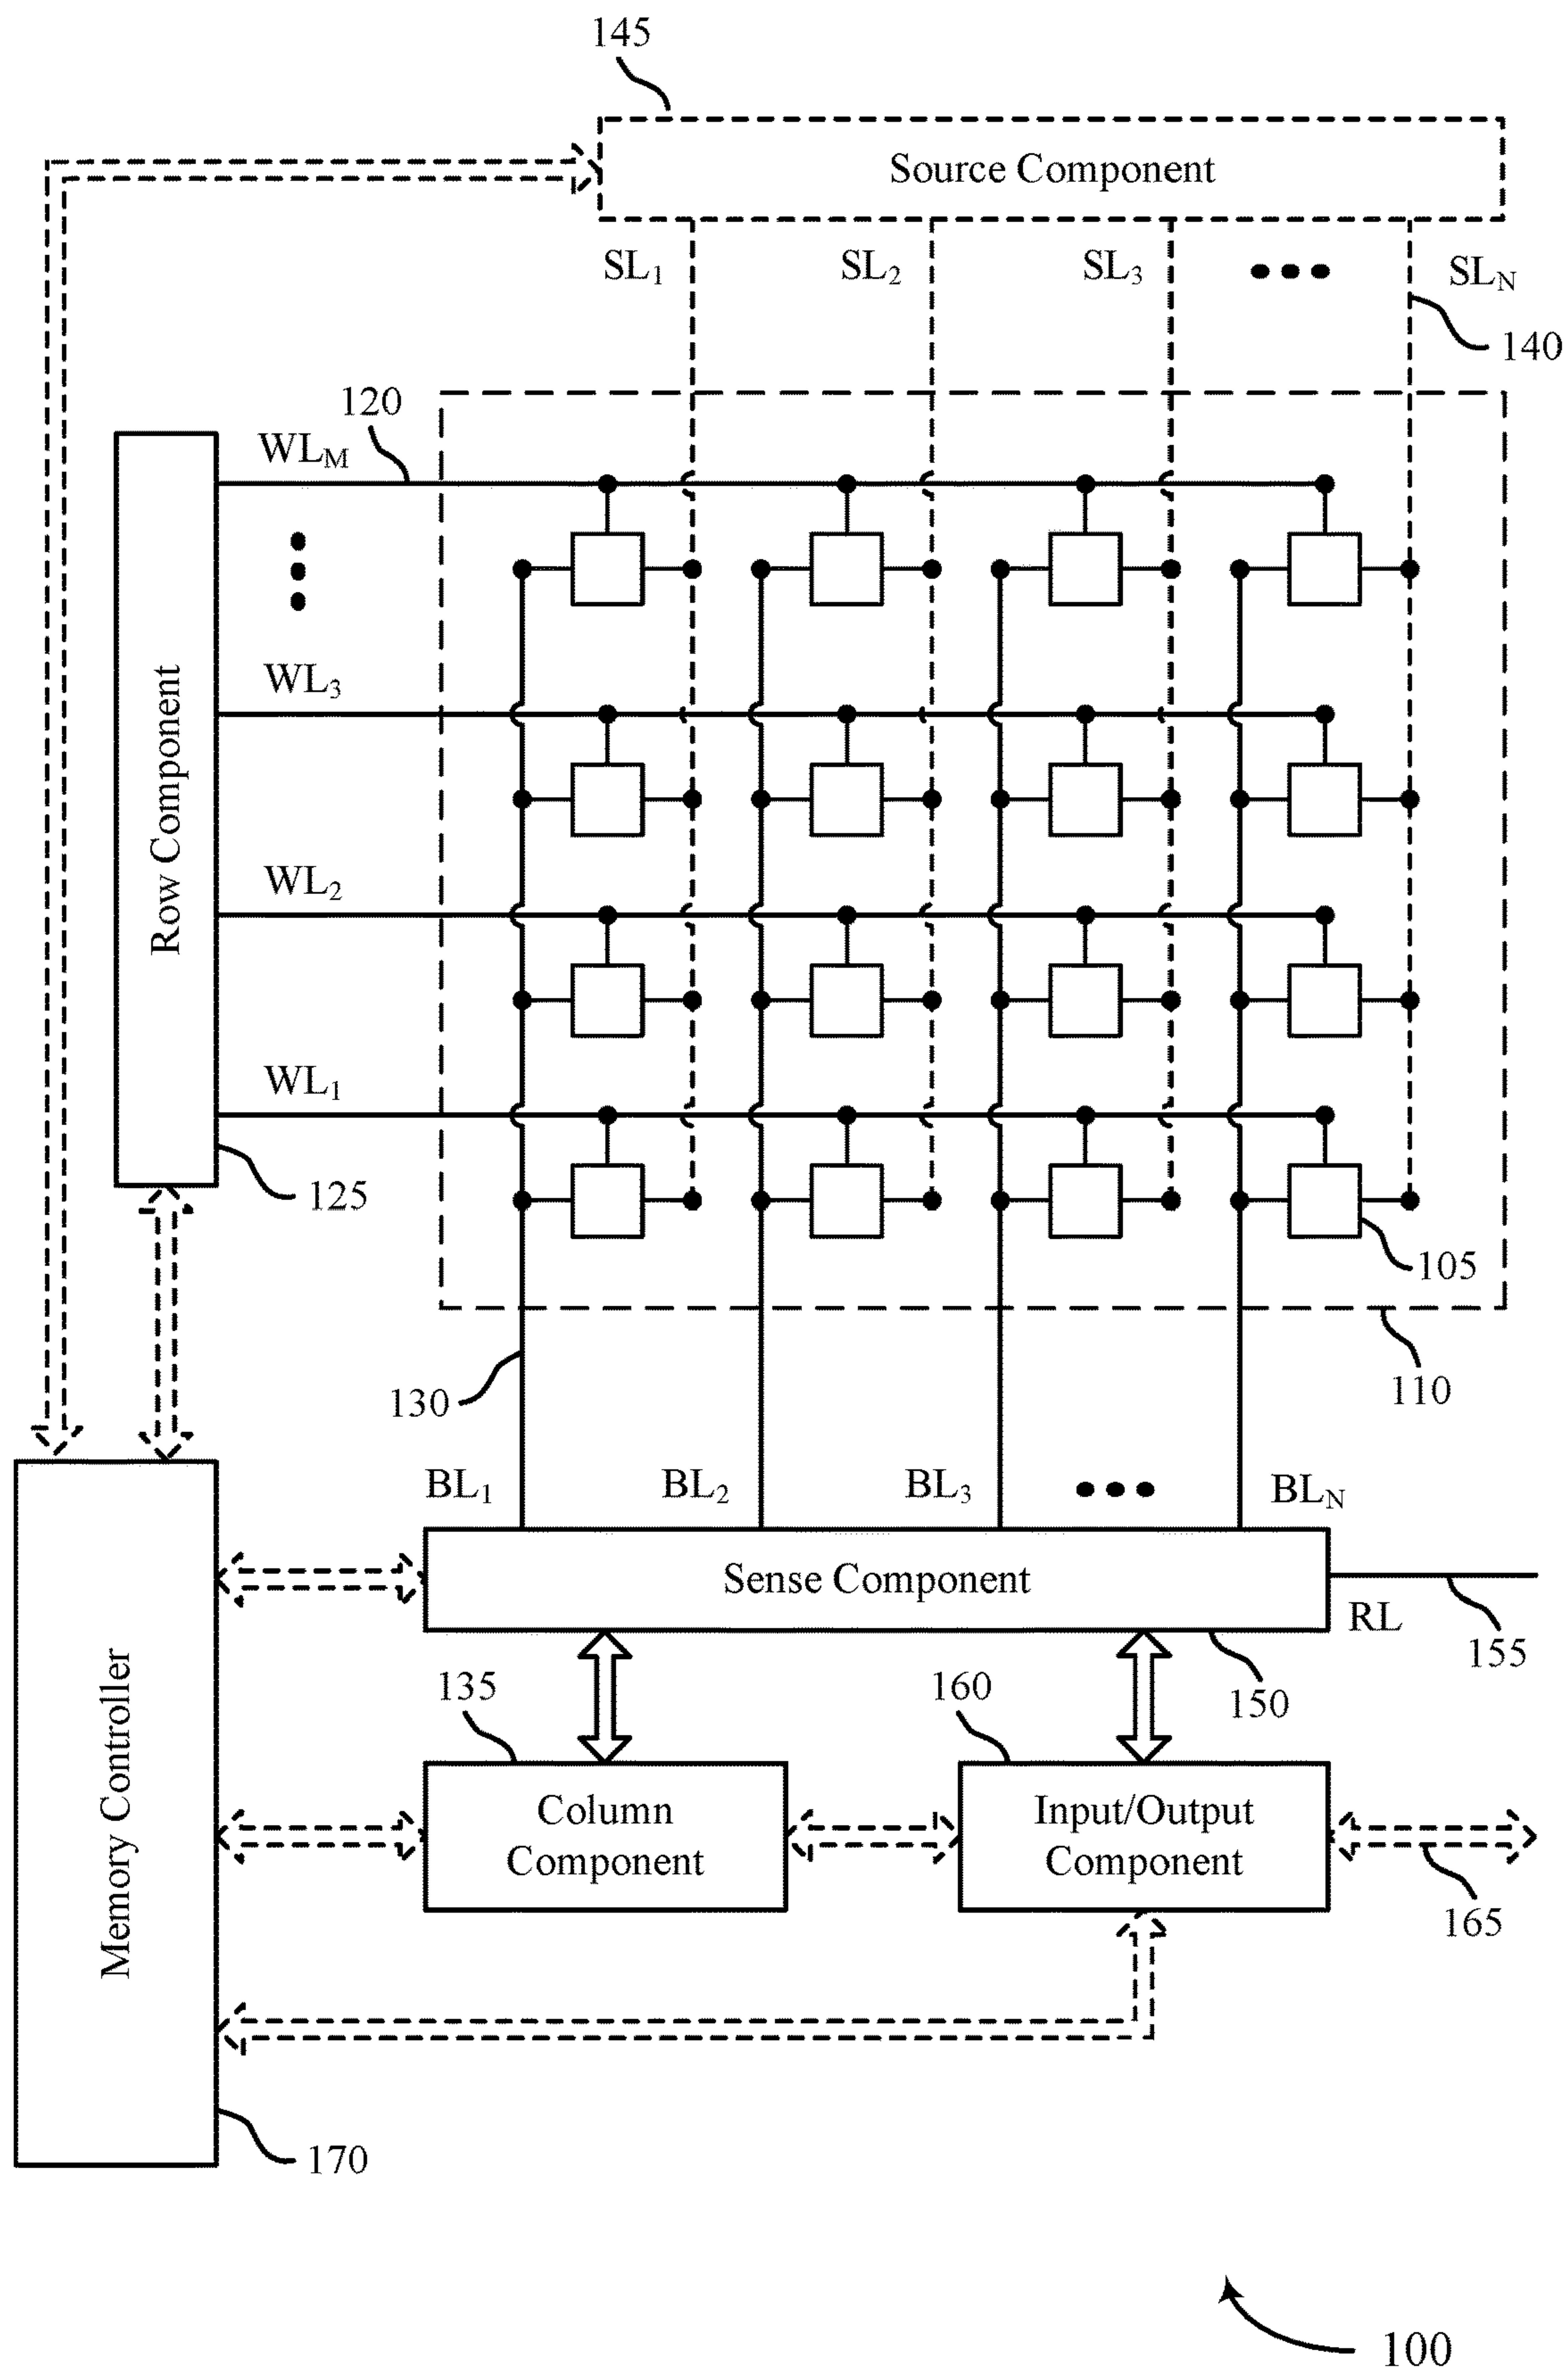 145
Source Component
SL1 SL2 SL3 ••• SLN
140
120
WLM
Row Component
WL3
WL2
WL1
125
105
110
130
BL1 BL2 BL3 ••• BLN
Sense Component
RL
155
150
135
160
Memory Controller
Column
Component
Input/Output
Component
165
170
100